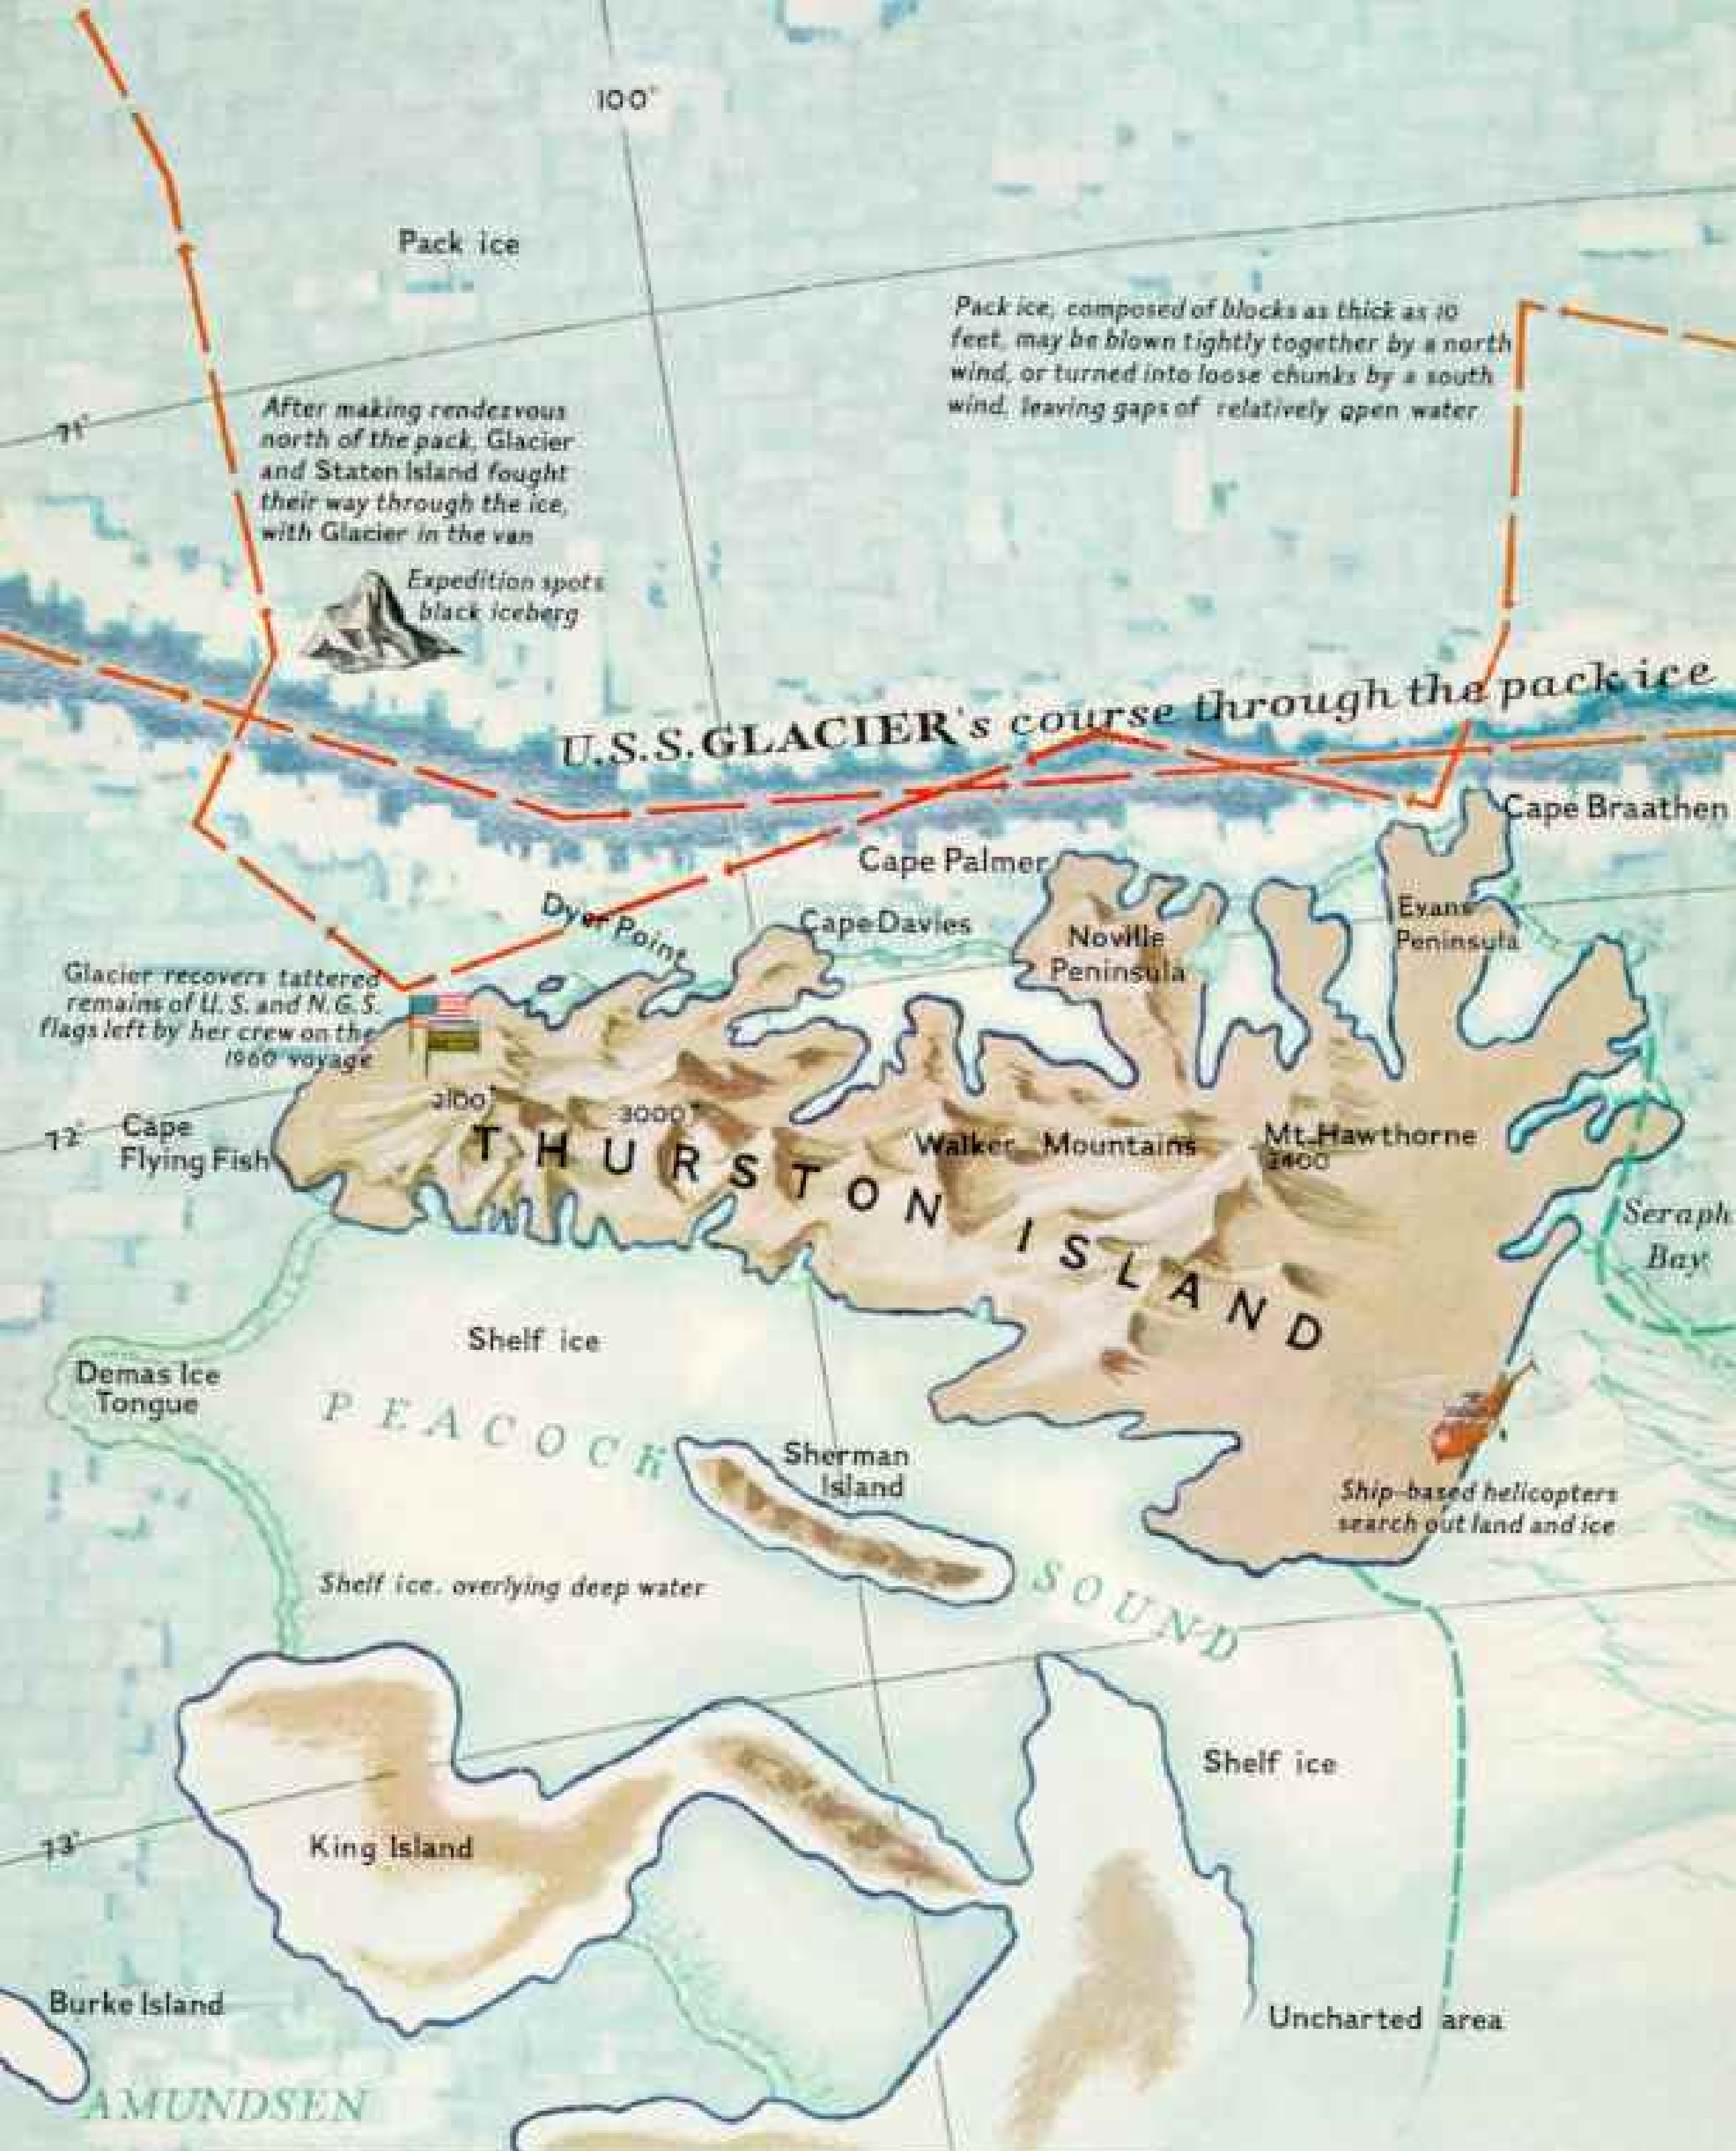 100°
Pack ice
Pack ice, composed of blocks as thick as 10
feet, may be blown tightly together by a north
wind, or turned into loose chunks by a south
wind, leaving gaps of relatively open water
71°
After making rendezvous
north of the pack, Glacier
and Staten Island fought
their way through the ice,
with Glacier in the van
Expedition spots
black iceberg
U.S.S. GLACIER's course through the pack ice
Cape Braathen
Cape Palmer
Dyer Point
Cape Davies
Evans
Peninsula
Noville
Peninsula
Glacier recovers tattered
remains of U. S. and N.G.S.
flags left by her crew on the
1960 voyage
2100
3000
72°
Cape
Flying Fish
THURSTON ISLAND
Walker Mountains
Mt. Hawthorne
2400
Seraph
Bay
Shelf ice
Demas Ice
Tongue
PEACOCK SOUND
Sherman
Island
Ship-based helicopters
search out land and ice
Shelf ice, overlying deep water
Shelf ice
73°
King Island
Burke Island
Uncharted area
AMUNDSEN